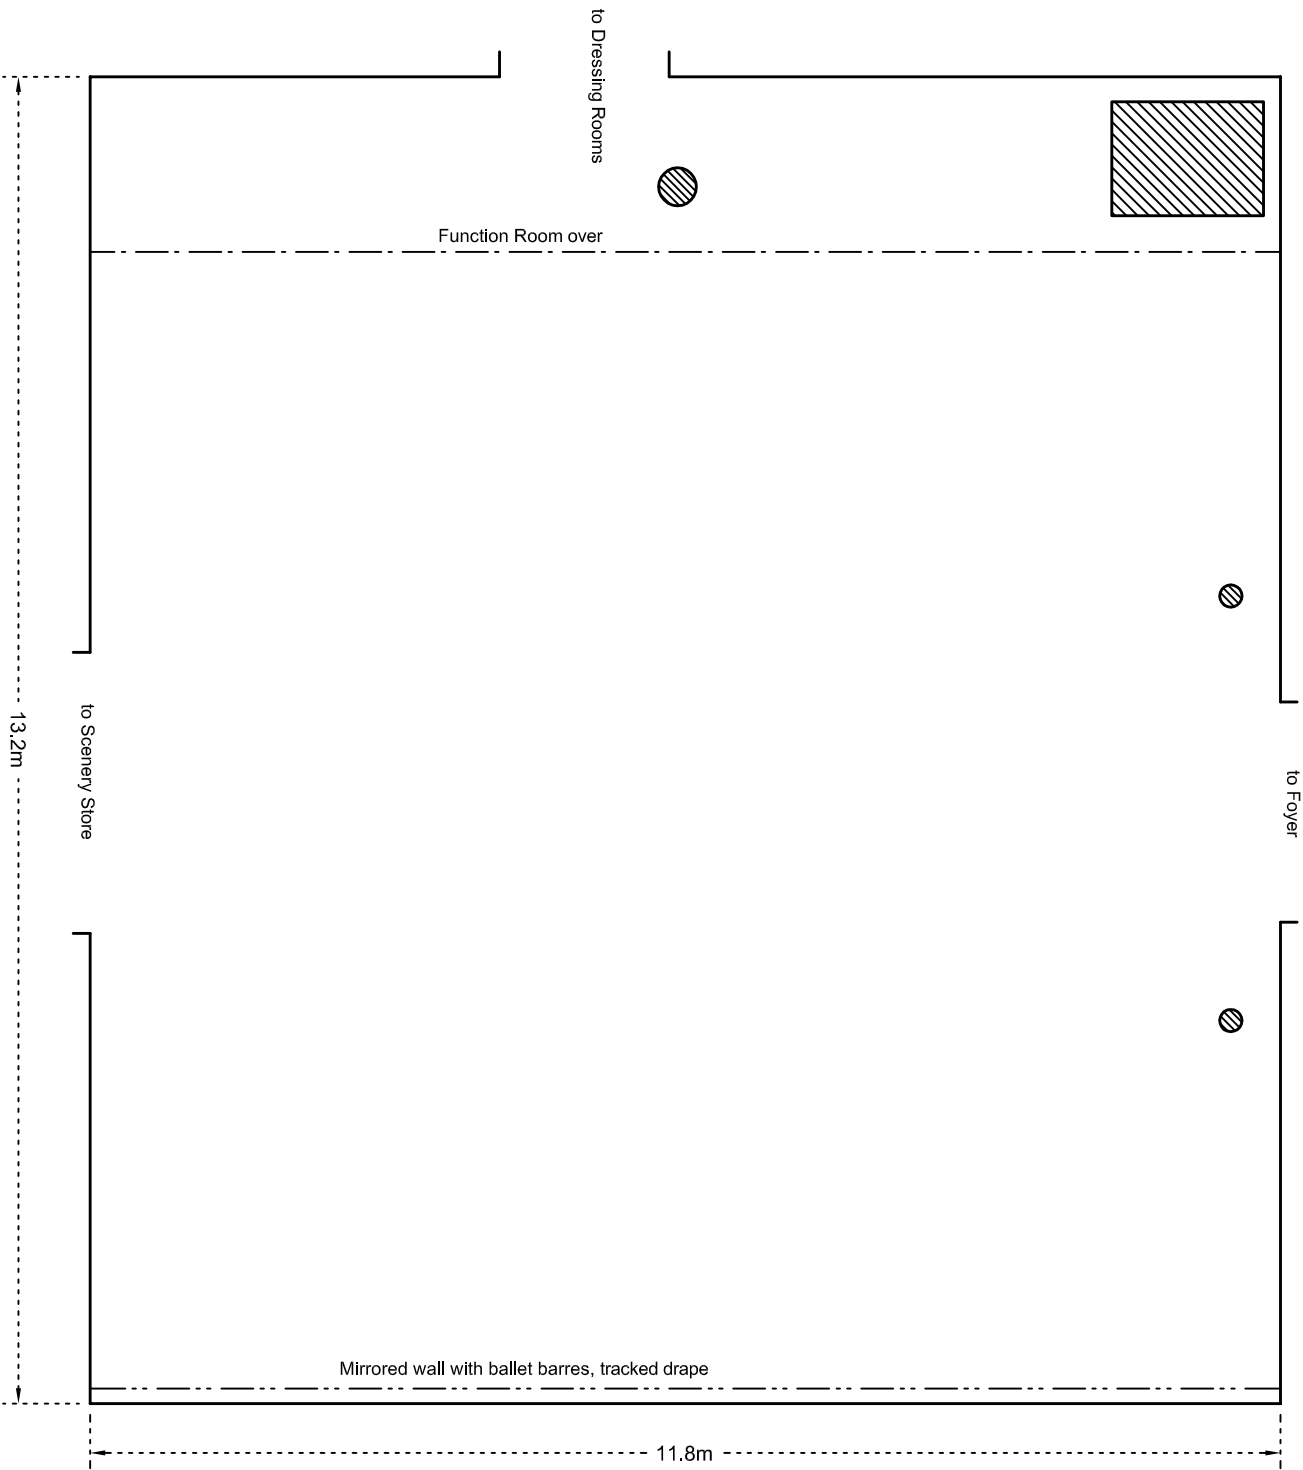 to Dressing Rooms
Function Room over
to Scenery Store
13.2m
to Foyer
Mirrored wall with ballet barres, tracked drape
11.8m